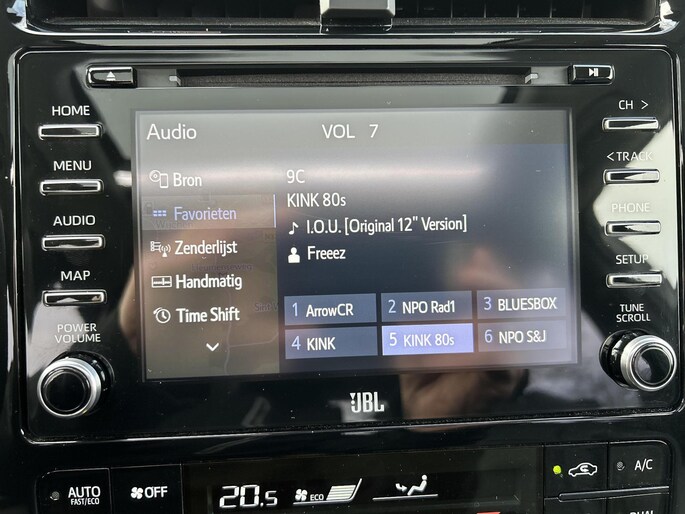 HOME
MENU
AUDIO
MAP
POWER
VOLUME
Audio
VOL 7
Bron
Favorieten
Zenderlijst
Handmatig
Time Shift
9C
KINK 80s
I.O.U. [Original 12" Version]
Freeez
1 ArrowCR
2 NPO Rad1
3 BLUESBOX
4 KINK
5 KINK 80s
6 NPO S&J
CH >
< TRACK
PHONE
SETUP
TUNE
SCROLL
JBL
AUTO
FAST/ECO
OFF
20.5
ECO
A/C
DUAL